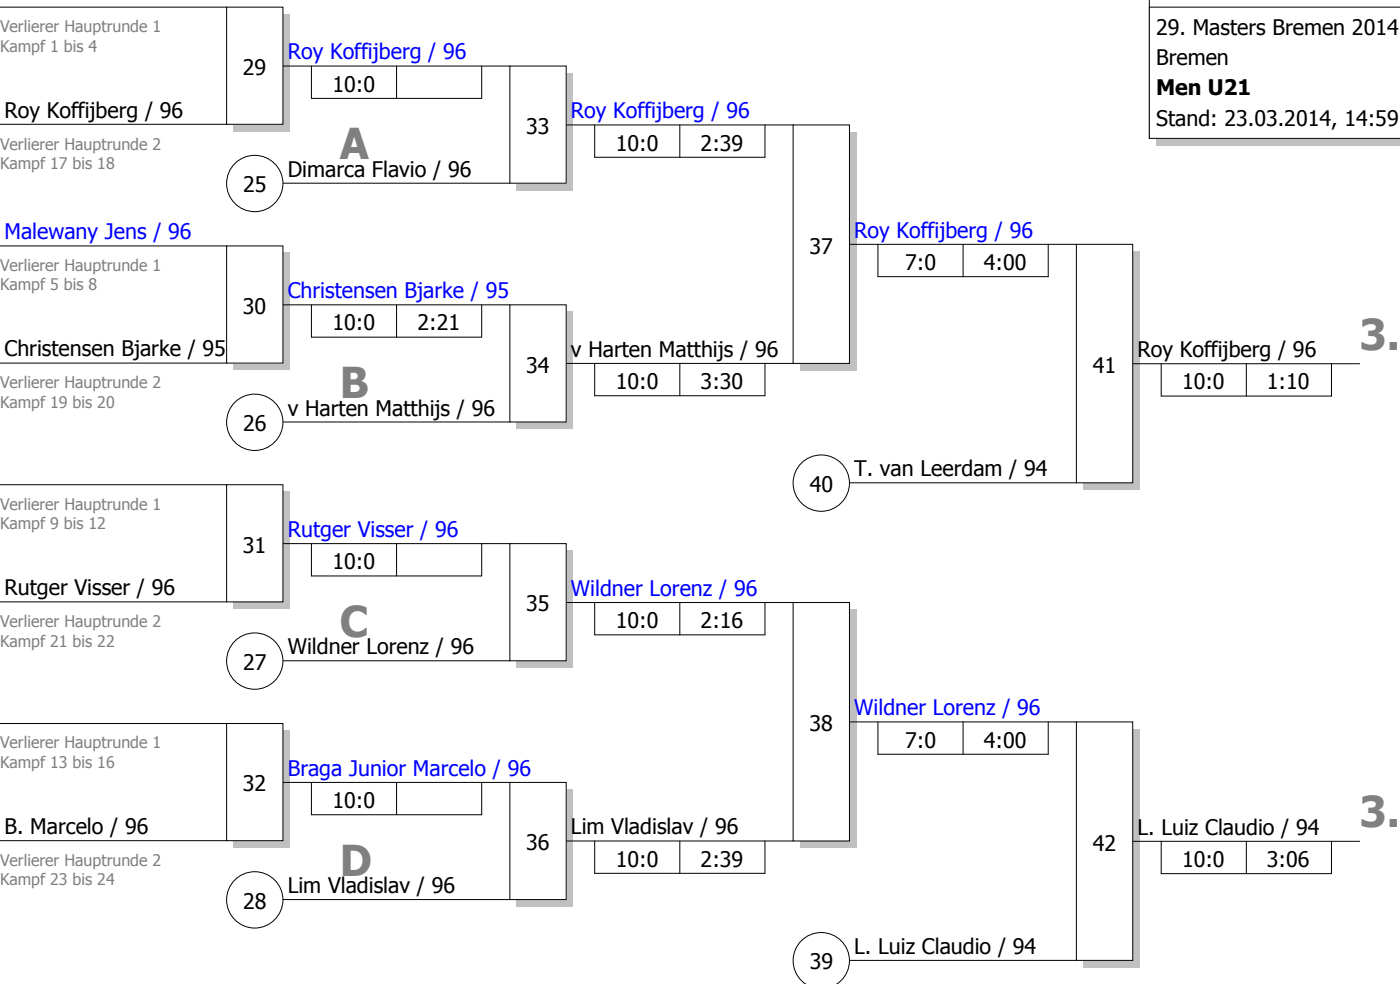 29. Masters Bremen 2014
Bremen
Men U21
Stand: 23.03.2014, 14:59
Verlierer Hauptrunde 1
Kampf 1 bis 4
29
Roy Koffijberg / 96
10:0
Roy Koffijberg / 96
Verlierer Hauptrunde 2
Kampf 17 bis 18
A
25
Dimarca Flavio / 96
33
Roy Koffijberg / 96
10:0 2:39
Malewany Jens / 96
Verlierer Hauptrunde 1
Kampf 5 bis 8
30
Christensen Bjarke / 95
10:0 2:21
Christensen Bjarke / 95
Verlierer Hauptrunde 2
Kampf 19 bis 20
B
26
v Harten Matthijs / 96
34
v Harten Matthijs / 96
10:0 3:30
37
Roy Koffijberg / 96
7:0 4:00
40
T. van Leerdam / 94
41
Roy Koffijberg / 96
10:0 1:10
3.
Verlierer Hauptrunde 1
Kampf 9 bis 12
31
Rutger Visser / 96
10:0
Rutger Visser / 96
Verlierer Hauptrunde 2
Kampf 21 bis 22
C
27
Wildner Lorenz / 96
35
Wildner Lorenz / 96
10:0 2:16
Verlierer Hauptrunde 1
Kampf 13 bis 16
32
Braga Junior Marcelo / 96
10:0
B. Marcelo / 96
Verlierer Hauptrunde 2
Kampf 23 bis 24
D
28
Lim Vladislav / 96
36
Lim Vladislav / 96
10:0 2:39
38
Wildner Lorenz / 96
7:0 4:00
39
L. Luiz Claudio / 94
42
L. Luiz Claudio / 94
10:0 3:06
3.